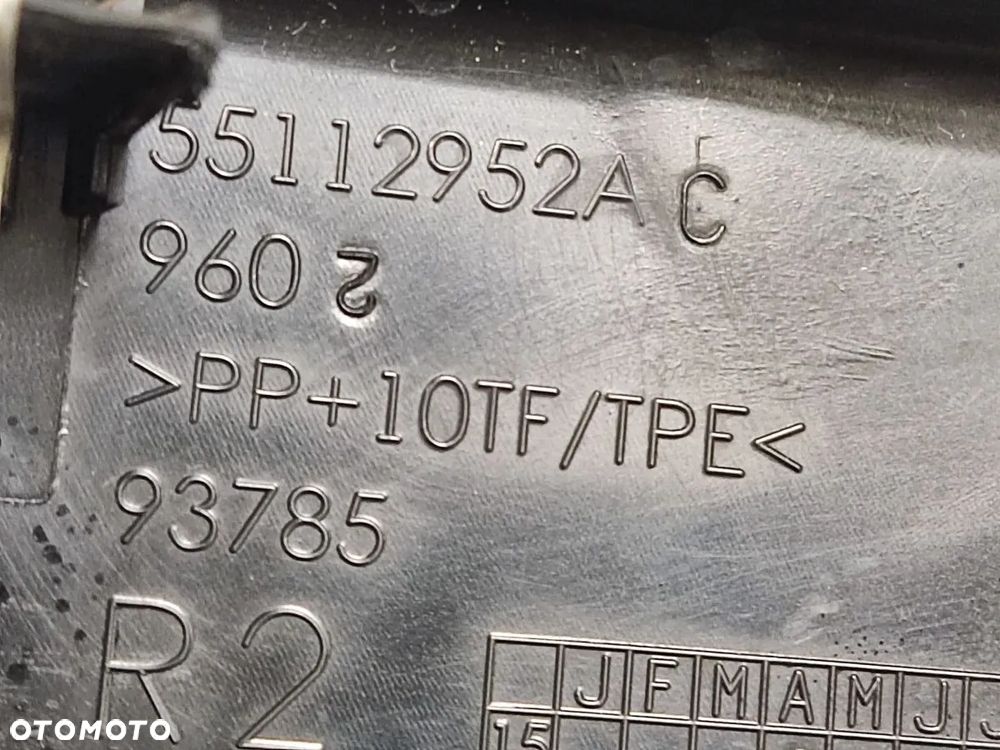 55112952A C
960 2
>PP+10TF/TPE<
93785
R2
J F M A M J J
15
OTOMOTO